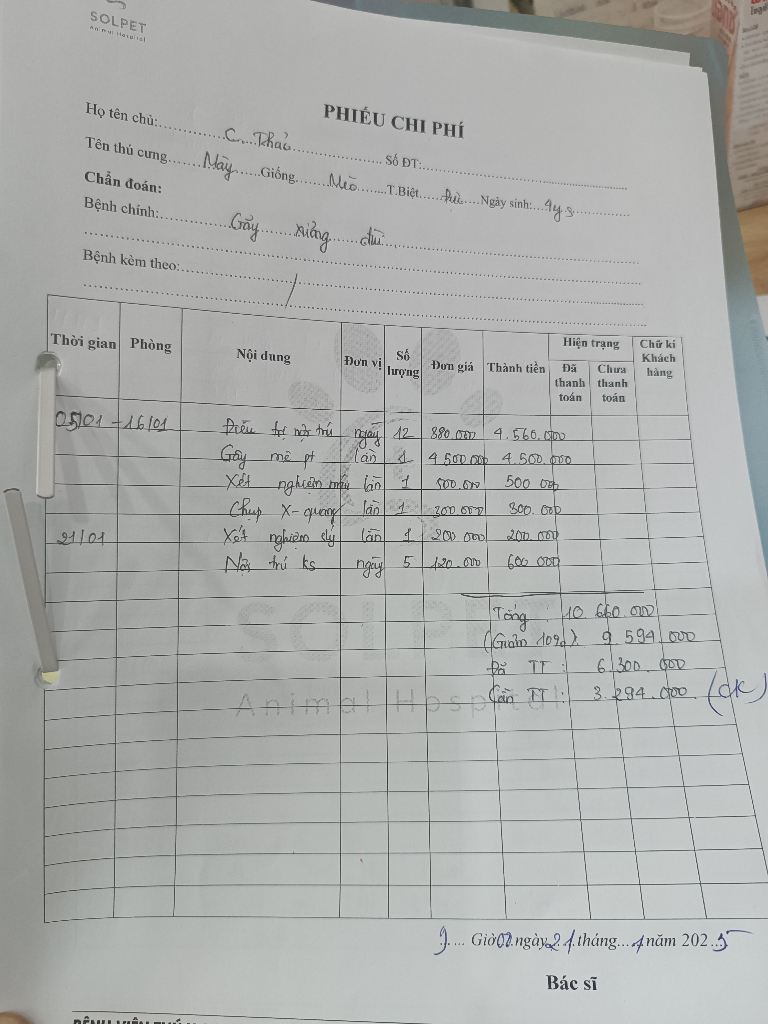 SOLPET
Animal Hospital
PHIẾU CHI PHÍ
Họ tên chủ: C. Thảo Số ĐT:
Tên thú cưng Mày Giống Mèo T.Biệt Đực Ngày sinh: 4ys
Chẩn đoán:
Bệnh chính: Gãy xương đùi
Bệnh kèm theo: /
Thời gian Phòng Nội dung Đơn vị Số lượng Đơn giá Thành tiền Hiện trạng Đã thanh toán Chưa thanh toán Chữ kí Khách hàng
05/01 - 16/01 Điều trị nội trú ngày 12 380.000 4.560.000
Gây mê pt lần 1 4 500 000 4.500.000
Xét nghiệm máu lần 1 500.000 500 000
Chụp X-quang lần 1 300.000 300.000
21/01 Xét nghiệm lần 1 200 000 200.000
Nội trú ks ngày 5 120.000 600 000
Tổng : 10 660 000
(Giảm 10%) 9 594 000
Đã TT : 6 300 000
Cần TT : 3.294.000 (CK)
SOLPET
Animal Hospital
9 Giờ 02 ngày 21 tháng 1 năm 2025
Bác sĩ